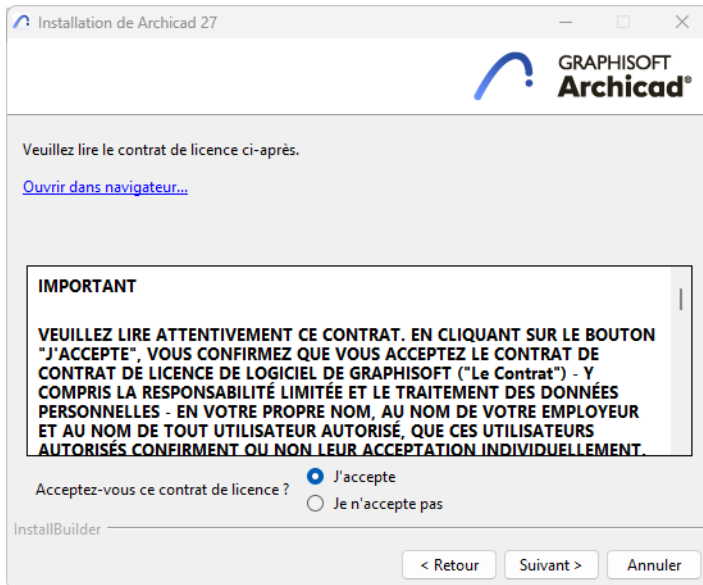 Installation de Archicad 27
GRAPHISOFT
Archicad®
Veuillez lire le contrat de licence ci-après.
Ouvrir dans navigateur...
IMPORTANT
VEUILLEZ LIRE ATTENTIVEMENT CE CONTRAT. EN CLIQUANT SUR LE BOUTON
"J'ACCEPTE", VOUS CONFIRMEZ QUE VOUS ACCEPTEZ LE CONTRAT DE
CONTRAT DE LICENCE DE LOGICIEL DE GRAPHISOFT ("Le Contrat") - Y
COMPRIS LA RESPONSABILITÉ LIMITÉE ET LE TRAITEMENT DES DONNÉES
PERSONNELLES - EN VOTRE PROPRE NOM, AU NOM DE VOTRE EMPLOYEUR
ET AU NOM DE TOUT UTILISATEUR AUTORISÉ, QUE CES UTILISATEURS
AUTORISÉS CONFIRMENT OU NON LEUR ACCEPTATION INDIVIDUELLEMENT.
Acceptez-vous ce contrat de licence ?
J'accepte
Je n'accepte pas
InstallBuilder
< Retour
Suivant >
Annuler